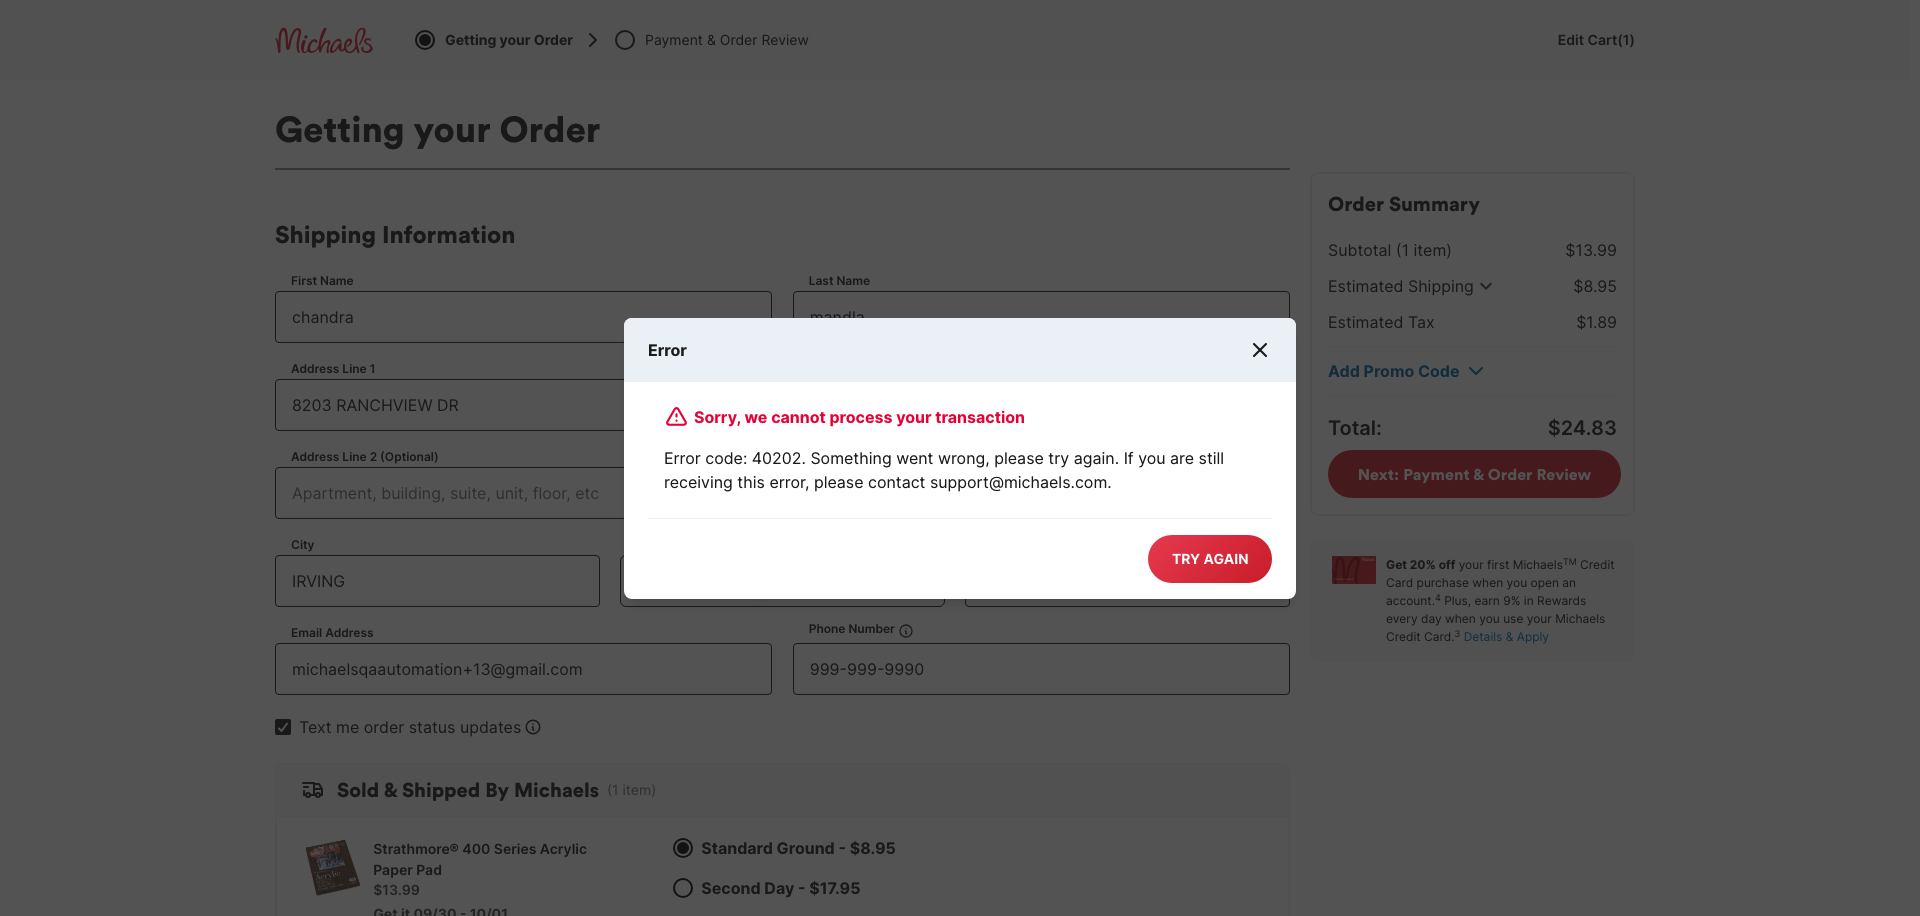 Michaels
Getting your Order
Payment & Order Review
Edit Cart(1)
Getting your Order
Shipping Information
First Name
chandra
Last Name
mandla
Address Line 1
8203 RANCHVIEW DR
Address Line 2 (Optional)
Apartment, building, suite, unit, floor, etc
City
IRVING
Email Address
michaelsqaautomation+13@gmail.com
Phone Number
999-999-9990
Text me order status updates
Sold & Shipped By Michaels (1 item)
Strathmore® 400 Series Acrylic
Paper Pad
$13.99
Get it 09/30 - 10/01
Standard Ground - $8.95
Second Day - $17.95
Error
Sorry, we cannot process your transaction
Error code: 40202. Something went wrong, please try again. If you are still
receiving this error, please contact support@michaels.com.
TRY AGAIN
Order Summary
Subtotal (1 item) $13.99
Estimated Shipping $8.95
Estimated Tax $1.89
Add Promo Code
Total: $24.83
Next: Payment & Order Review
Get 20% off your first Michaels™ Credit
Card purchase when you open an
account.⁴ Plus, earn 9% in Rewards
every day when you use your Michaels
Credit Card.³ Details & Apply